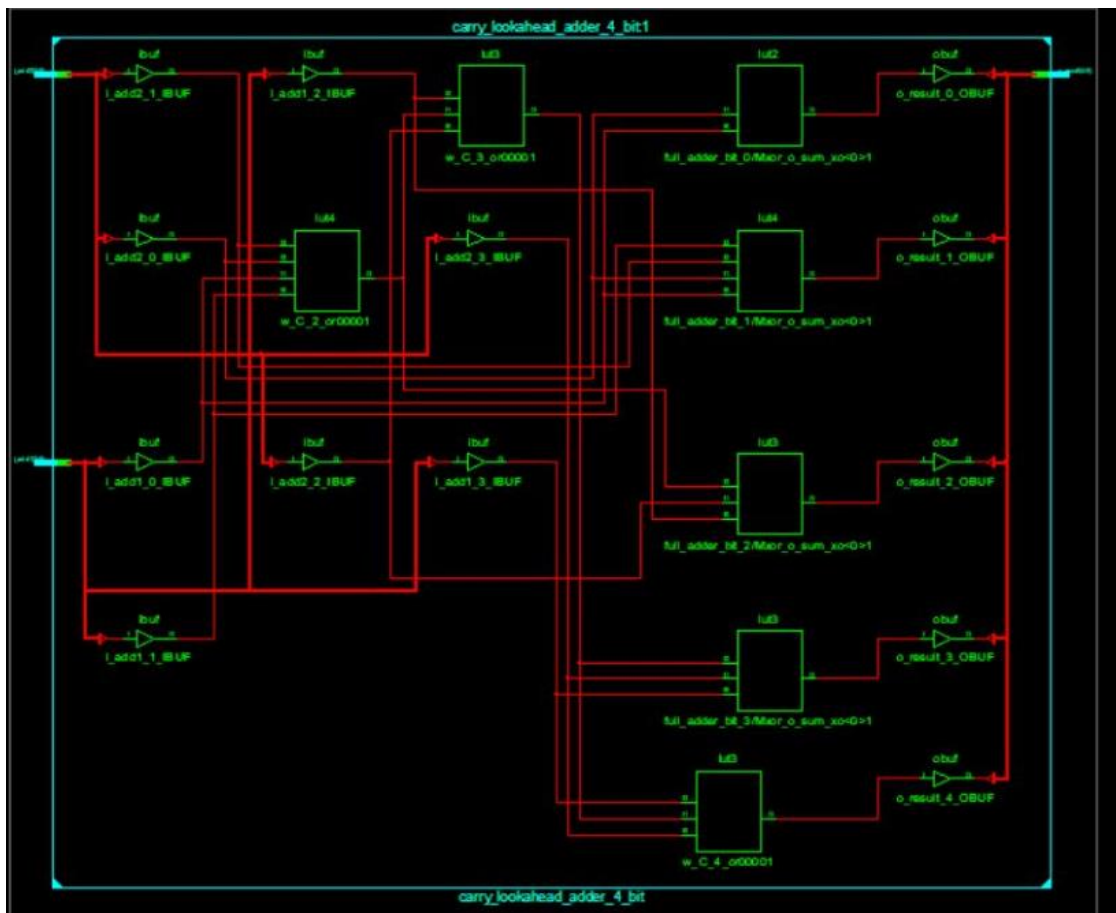 carry_lookahead_adder_4_bit:1
ibuf
ibuf
lut3
lut2
obuf
i_add2_1_IBUF
i_add1_2_IBUF
o_result_0_OBUF
w_C_3_or00001
full_adder_bit_0/Mxor_o_sum_xo<0>1
ibuf
lut4
ibuf
lut4
obuf
i_add2_0_IBUF
i_add2_3_IBUF
o_result_1_OBUF
w_C_2_or00001
full_adder_bit_1/Mxor_o_sum_xo<0>1
ibuf
ibuf
ibuf
lut3
obuf
i_add1_0_IBUF
i_add2_2_IBUF
i_add1_3_IBUF
o_result_2_OBUF
full_adder_bit_2/Mxor_o_sum_xo<0>1
ibuf
lut3
obuf
i_add1_1_IBUF
o_result_3_OBUF
full_adder_bit_3/Mxor_o_sum_xo<0>1
lut3
obuf
o_result_4_OBUF
w_C_4_or00001
carry_lookahead_adder_4_bit